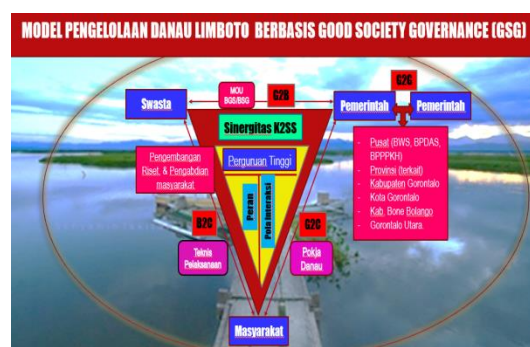 MODEL PENGELOLAAN DANAU LIMBOTO BERBASIS GOOD SOCIETY GOVERNANCE (GSG)
G2G
MOU
BGS/BSG
G2B
Swasta
Pemerintah
Pemerintah
Sinergitas K2SS
Pengembangan
Riset, & Pengabdian
masyarakat
Perguruan Tinggi
- Pusat (BWS, BPDAS,
BPPPKH)
- Provinsi (terkait)
- Kabupaten Gorontalo
- Kota Gorontalo
- Kab. Bone Bolango
- Gorontalo Utara.
Peran
Pola Interaksi
B2C
G2C
Teknis
Pelaksanaan
Pokja
Danau
Masyarakat